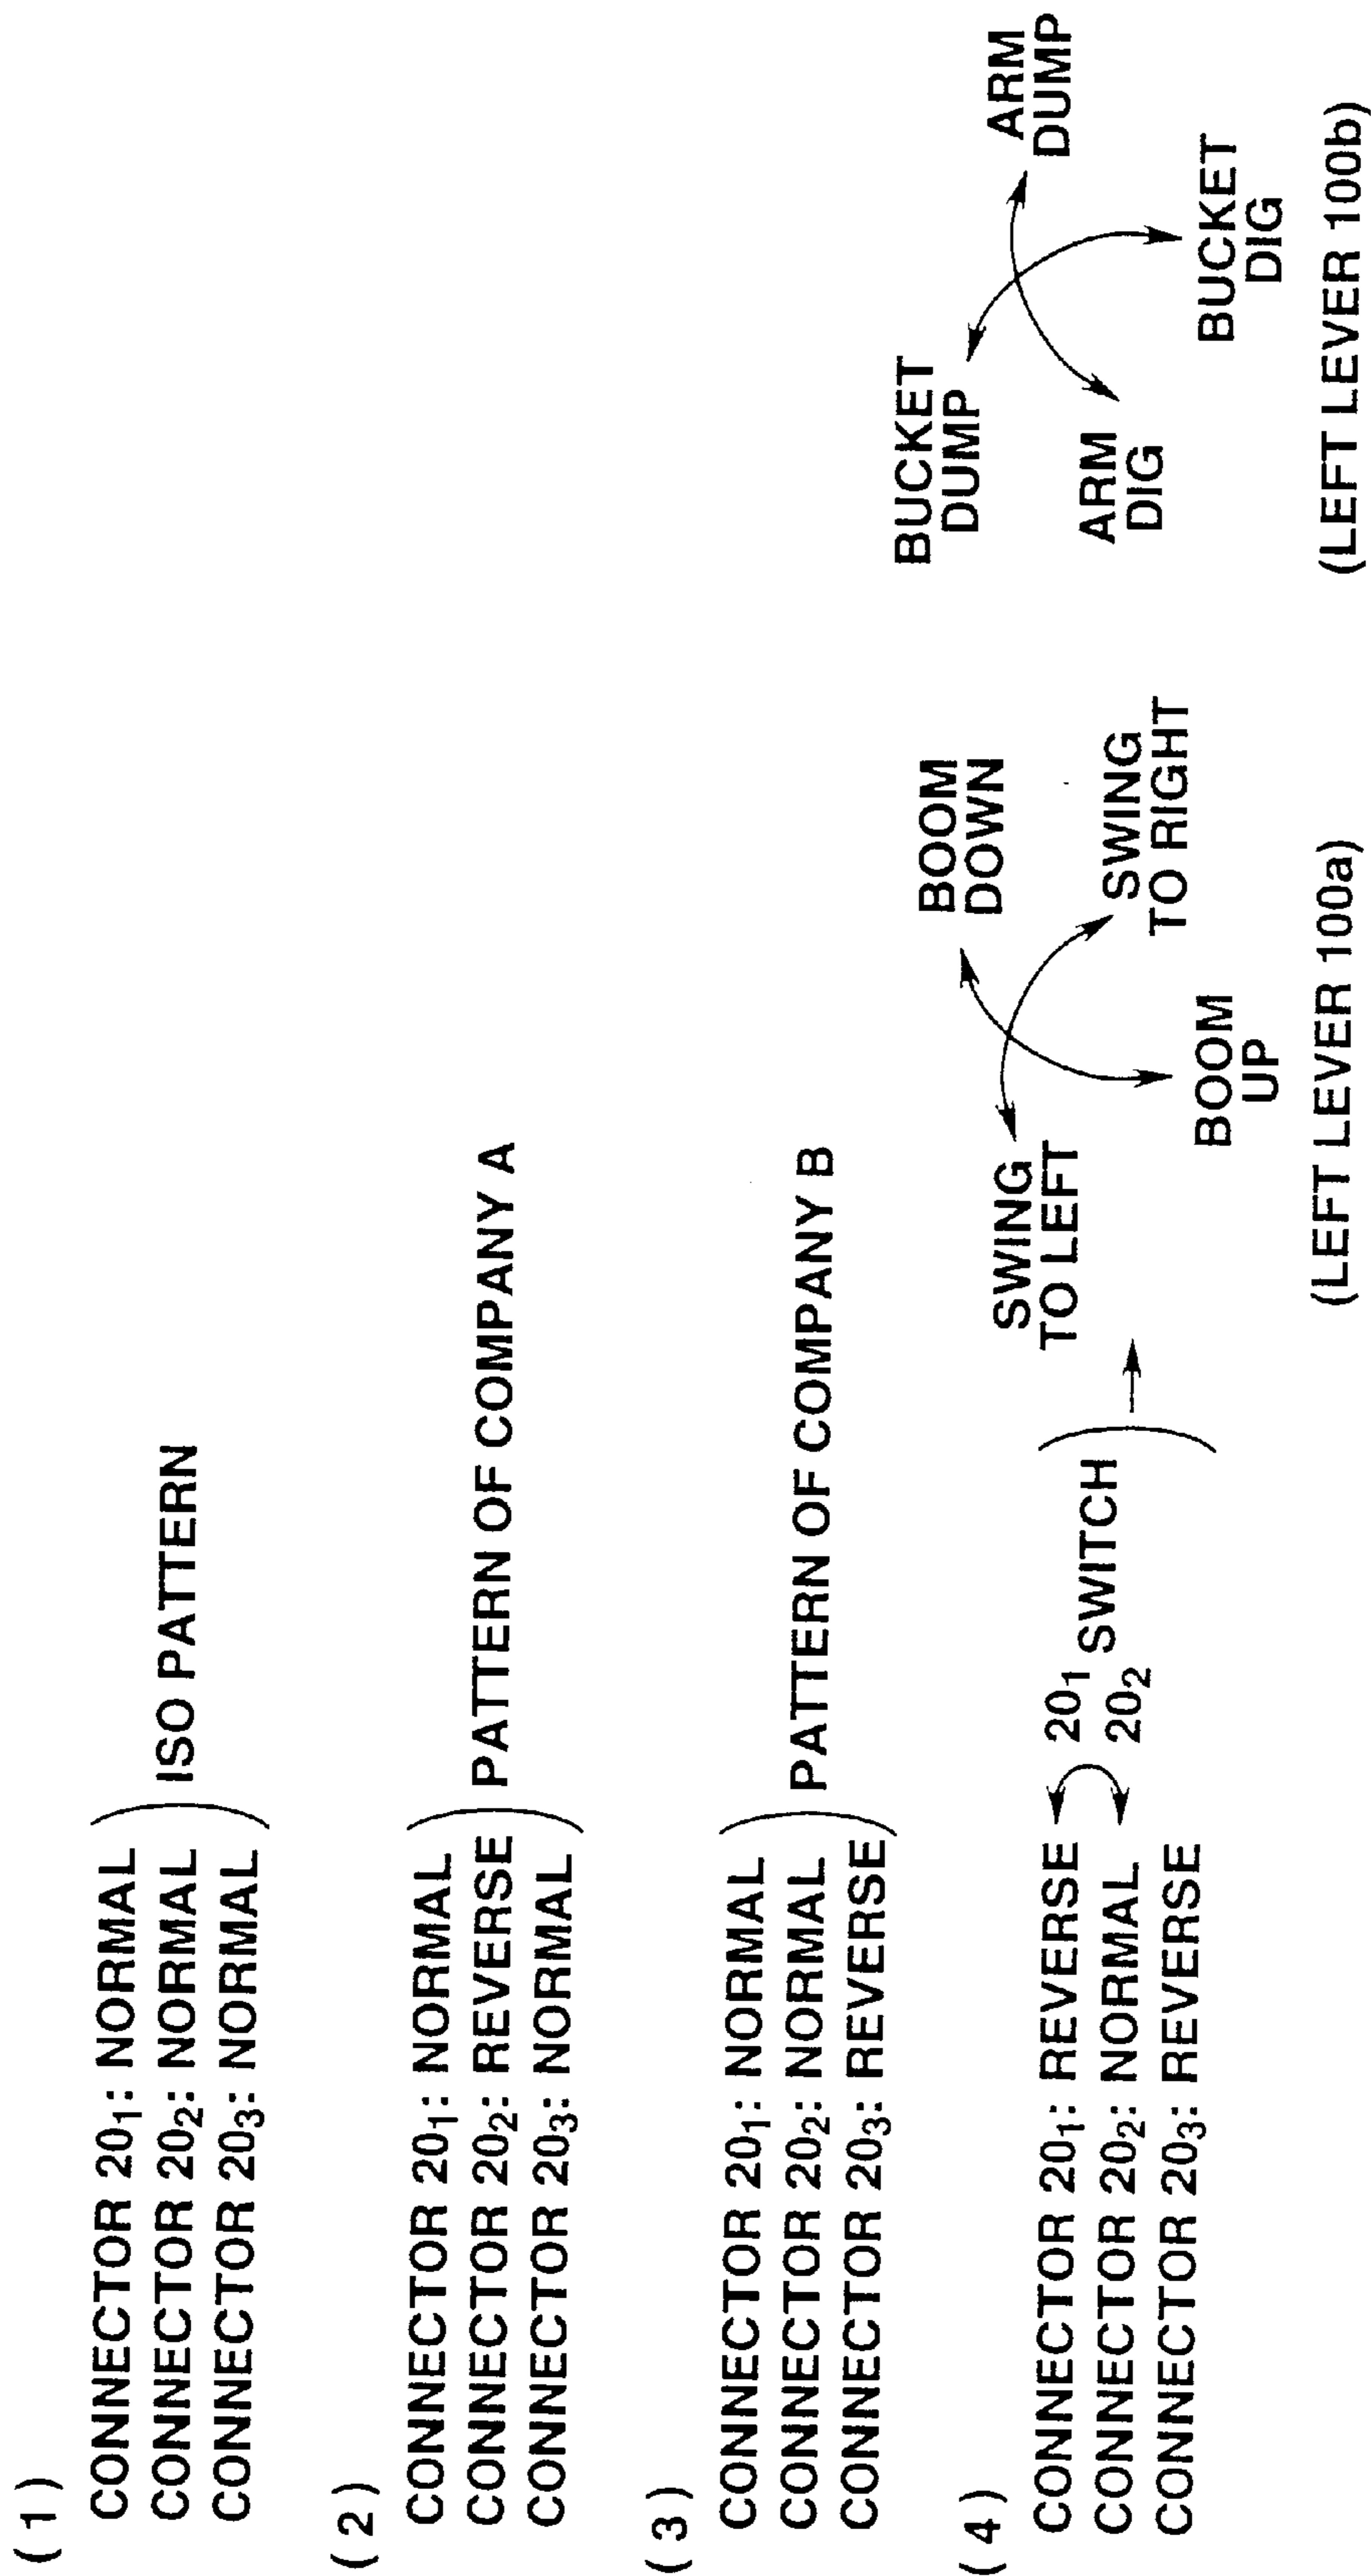 ( 1 )
CONNECTOR 20₁: NORMAL
CONNECTOR 20₂: NORMAL
CONNECTOR 20₃: NORMAL
ISO PATTERN
( 2 )
CONNECTOR 20₁: NORMAL
CONNECTOR 20₂: REVERSE
CONNECTOR 20₃: NORMAL
PATTERN OF COMPANY A
( 3 )
CONNECTOR 20₁: NORMAL
CONNECTOR 20₂: NORMAL
CONNECTOR 20₃: REVERSE
PATTERN OF COMPANY B
( 4 )
CONNECTOR 20₁: REVERSE
CONNECTOR 20₂: NORMAL
CONNECTOR 20₃: REVERSE
20₁
20₂
SWITCH
SWING
TO LEFT
BOOM
DOWN
BOOM
UP
SWING
TO RIGHT
(LEFT LEVER 100a)
BUCKET
DUMP
ARM
DUMP
ARM
DIG
BUCKET
DIG
(LEFT LEVER 100b)